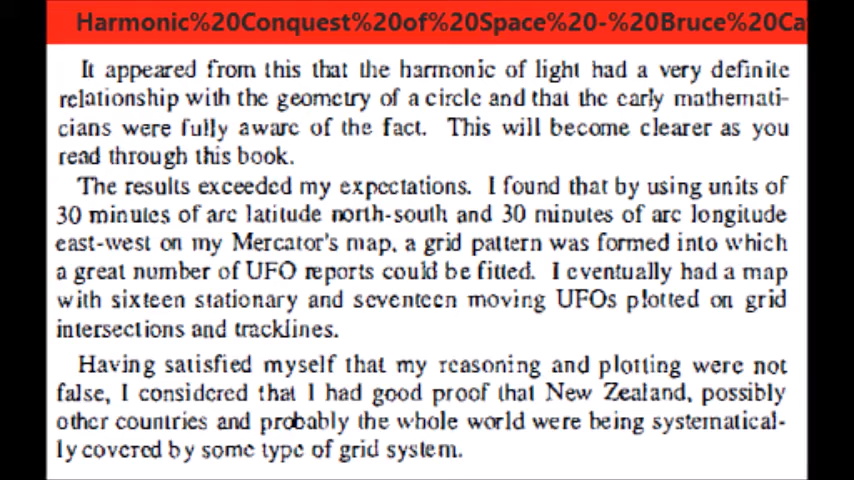 Harmonic%20Conquest%20of%20Space%20-%20Bruce%20Ca
It appeared from this that the harmonic of light had a very definite
relationship with the geometry of a circle and that the early mathemati-
cians were fully aware of the fact. This will become clearer as you
read through this book.
The results exceeded my expectations. I found that by using units of
30 minutes of arc latitude north-south and 30 minutes of arc longitude
east-west on my Mercator's map, a grid pattern was formed into which
a great number of UFO reports could be fitted. I eventually had a map
with sixteen stationary and seventeen moving UFOs plotted on grid
intersections and tracklines.
Having satisfied myself that my reasoning and plotting were not
false, I considered that I had good proof that New Zealand, possibly
other countries and probably the whole world were being systematical-
ly covered by some type of grid system.